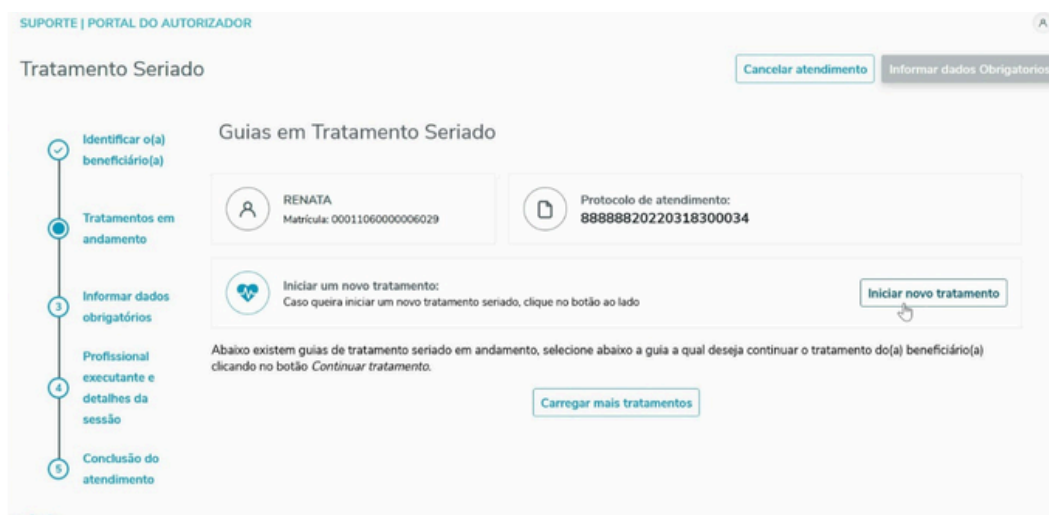 SUPORTE | PORTAL DO AUTORIZADOR
Tratamento Seriado
Cancelar atendimento
Informar dados Obrigatorios
Identificar o(a)
beneficiário(a)
Tratamentos em
andamento
3
Informar dados
obrigatórios
4
Profissional
executante e
detalhes da
sessão
5
Conclusão do
atendimento
Guias em Tratamento Seriado
RENATA
Matrícula: 00011060000006029
Protocolo de atendimento:
88888820220318300034
Iniciar um novo tratamento:
Caso queira iniciar um novo tratamento seriado, clique no botão ao lado
Iniciar novo tratamento
Abaixo existem guias de tratamento seriado em andamento, selecione abaixo a guia a qual deseja continuar o tratamento do(a) beneficiário(a)
clicando no botão Continuar tratamento.
Carregar mais tratamentos